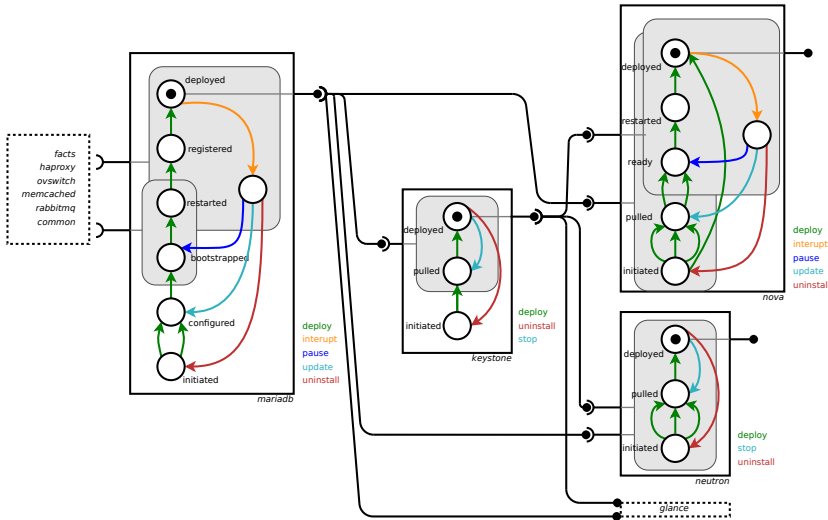 facts
haproxy
ovswitch
memcached
rabbitmq
common
deployed
registered
restarted
bootstrapped
configured
initiated
deploy
interupt
pause
update
uninstall
mariadb
deployed
pulled
initiated
deploy
uninstall
stop
keystone
deployed
restarted
ready
pulled
initiated
deploy
interupt
pause
update
uninstal
nova
deployed
pulled
initiated
deploy
stop
uninstall
neutron
glance